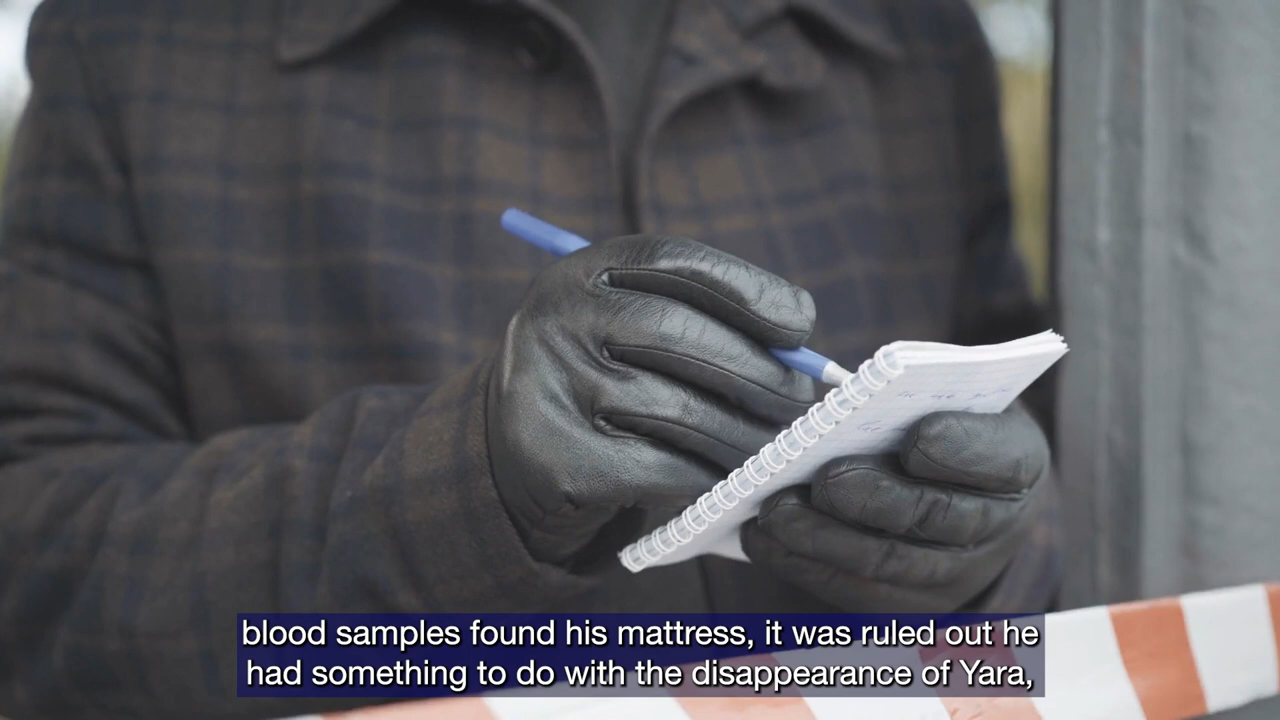 blood samples found his mattress, it was ruled out he
had something to do with the disappearance of Yara,